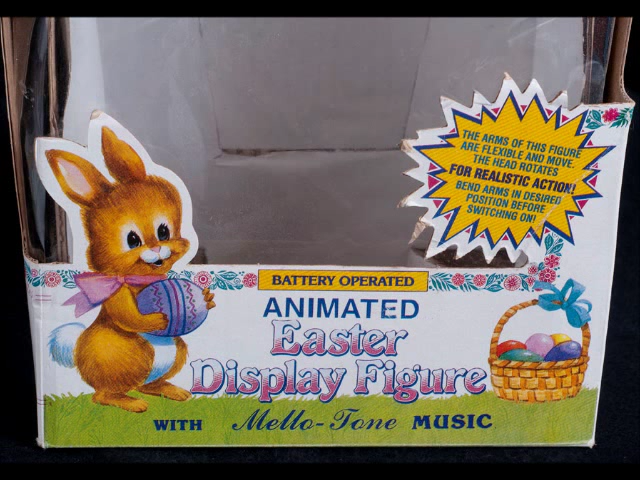 THE ARMS OF THIS FIGURE
ARE FLEXIBLE AND MOVE.
THE HEAD ROTATES
FOR REALISTIC ACTION!
BEND ARMS IN DESIRED
POSITION BEFORE
SWITCHING ON!
BATTERY OPERATED
ANIMATED
Easter
Display Figure
WITH Mello-Tone MUSIC